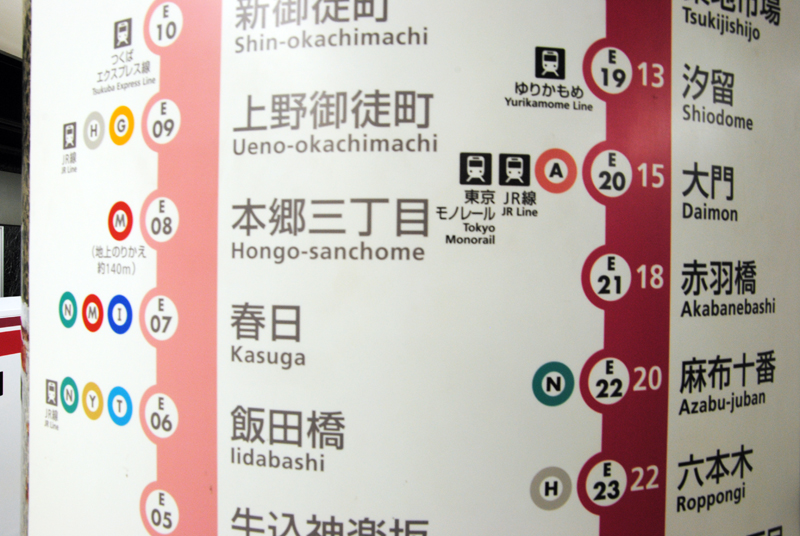 E
10
新御徒町
Shin-okachimachi
つくば
エクスプレス線
Tsukuba Express Line
JR線
JR Line
H
G
E
09
上野御徒町
Ueno-okachimachi
M
(地上のりかえ
約140m)
E
08
本郷三丁目
Hongo-sanchome
N
M
I
E
07
春日
Kasuga
JR線
JR Line
N
Y
T
E
06
飯田橋
Iidabashi
E
05
牛込神楽坂
Tsukijishijo
ゆりかもめ
Yurikamome Line
E
19
13
汐留
Shiodome
東京
モノレール
Tokyo
Monorail
JR線
JR Line
A
E
20
15
大門
Daimon
E
21
18
赤羽橋
Akabanebashi
N
E
22
20
麻布十番
Azabu-juban
H
E
23
22
六本木
Roppongi